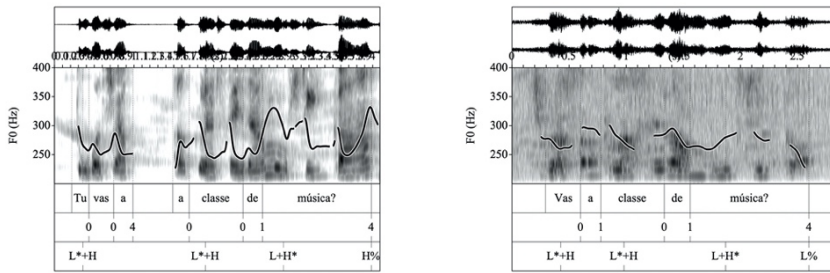 400
350
300
250
F0 (Hz)
Tu vas a a classe de música?
0 0 4 0 0 1 4
L*+H L*+H L+H* H%
0 0.5 1 2 2.5
400
350
300
250
F0 (Hz)
Vas a classe de música?
0 1 0 1 4
L*+H L*+H L+H* L%